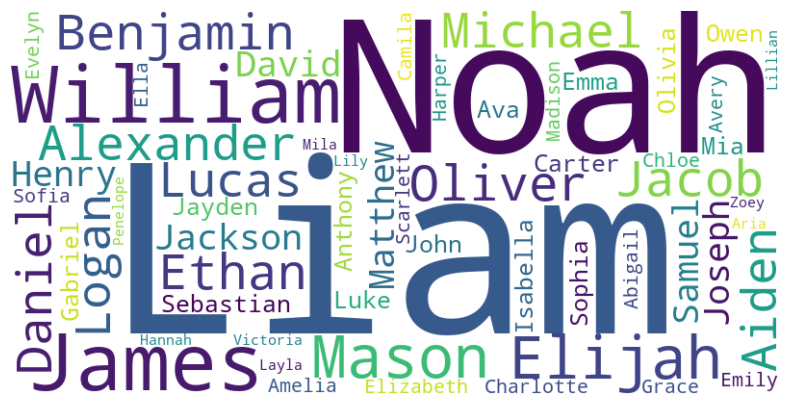 Evelyn
Benjamin
Michael
Owen
Lillian
Noah
Camila
Olivia
David
Ella
William
Harper
Ava
Emma
Madison
Avery
Mia
Alexander
Mila
Lily
Carter
Chloe
Henry
Sofia
Lucas
Matthew
Scarlett
Oliver
Jacob
Penelope
Jayden
Zoey
Aria
Daniel
Gabriel
Logan
Jackson
Anthony
John
Isabella
Sophia
Abigail
Samuel
Joseph
Aiden
Liam
Ethan
Sebastian
Luke
James
Hannah
Victoria
Layla
Mason
Elijah
Amelia
Elizabeth
Charlotte
Grace
Emily